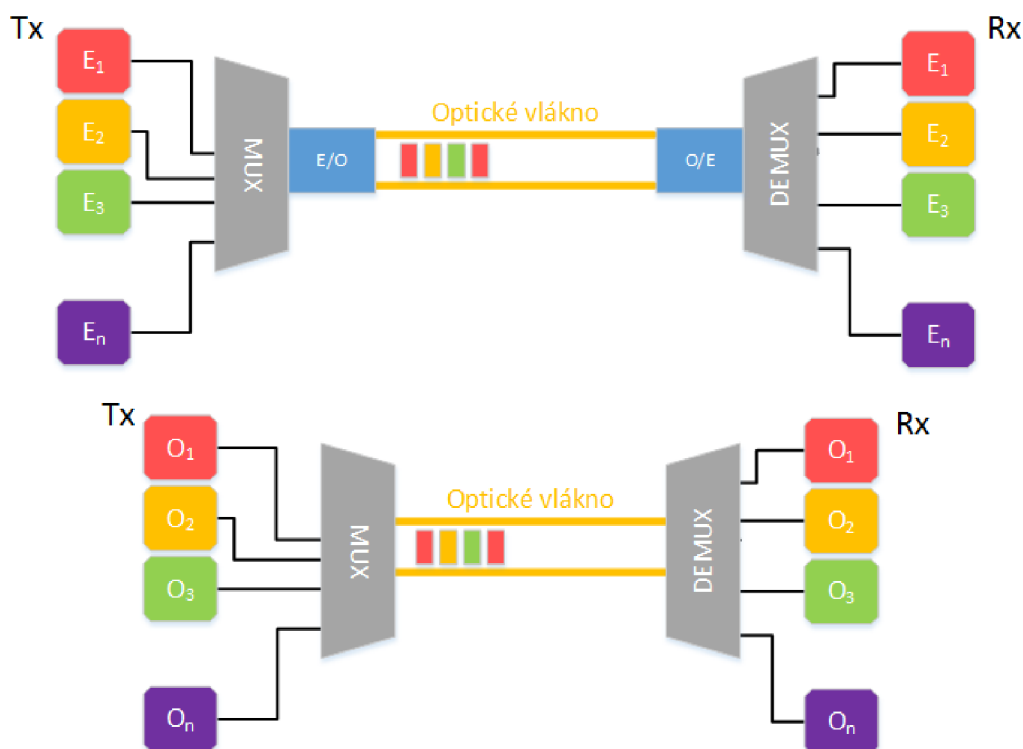 Tx
Rx
E1
E1
E2
E2
E3
E3
En
En
MUX
E/O
Optické vlákno
O/E
DEMUX
Tx
Rx
O1
O1
O2
O2
O3
O3
On
On
MUX
Optické vlákno
DEMUX